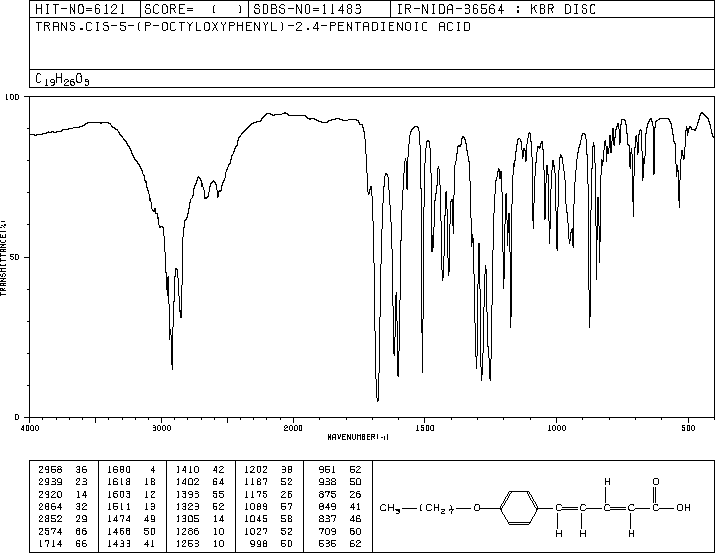 HIT-NO=6121 SCORE= ( ) SDBS-NO=11483 IR-NIDA-36564 : KBR DISC
TRANS.CIS-5-(P-OCTYLOXYPHENYL)-2.4-PENTADIENOIC ACID
C19H26O3
100
50
0
TRANSMITTANCE(%)
4000 3000 2000 1500 1000 500
WAVENUMBER(-1)
2958 36 1680 4 1410 42 1202 38 951 52
2939 23 1618 18 1402 64 1187 52 938 50
2920 14 1603 12 1393 55 1175 26 875 26
2864 32 1511 13 1323 52 1089 57 849 41
2852 29 1474 49 1305 14 1045 58 837 46
2574 66 1468 50 1286 10 1027 52 709 60
1714 66 1433 41 1253 10 998 50 535 62
H O
CH3 (CH2)7 O OH
H H H